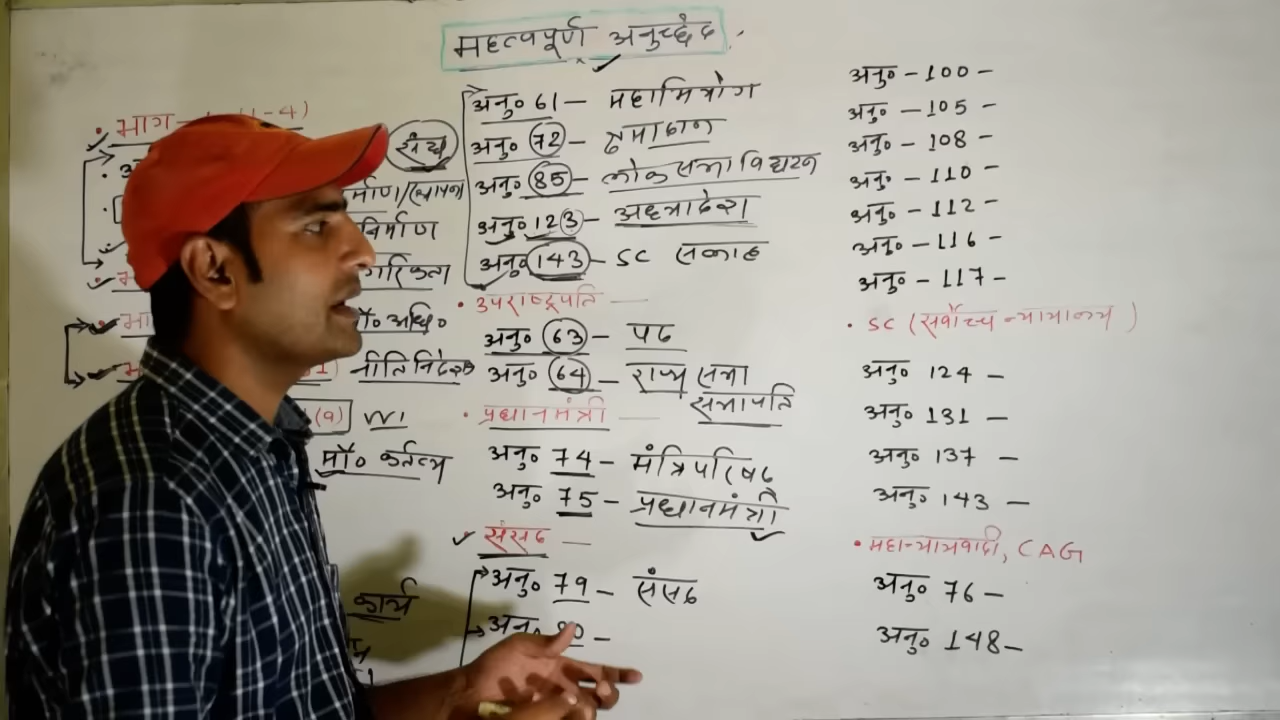 महत्वपूर्ण अनुच्छेद
भाग
(1-4)
संघ
निर्माण
नीति निदेश
(a) VVI
मौ० कर्तव्य
कार्य
अनु० 61 – महाभियोग
अनु० 72 – क्षमादान
अनु० 85 – लोकसभा विघटन
अनु० 123 – अध्यादेश
अनु० 143 – SC सलाह
उपराष्ट्रपति —
अनु० 63 – पद
अनु० 64 – राज्य सभा
सभापति
प्रधानमंत्री —
अनु० 74 – मंत्रिपरिषद
अनु० 75 – प्रधानमंत्री
संसद —
अनु० 79 – संसद
अनु० 80 –
अनु० – 100 –
अनु० – 105 –
अनु० – 108 –
अनु० – 110 –
अनु० – 112 –
अनु० – 116 –
अनु० – 117 –
SC (सर्वोच्च न्यायालय)
अनु० 124 –
अनु० 131 –
अनु० 137 –
अनु० 143 –
महान्यायवादी, CAG
अनु० 76 –
अनु० 148 –